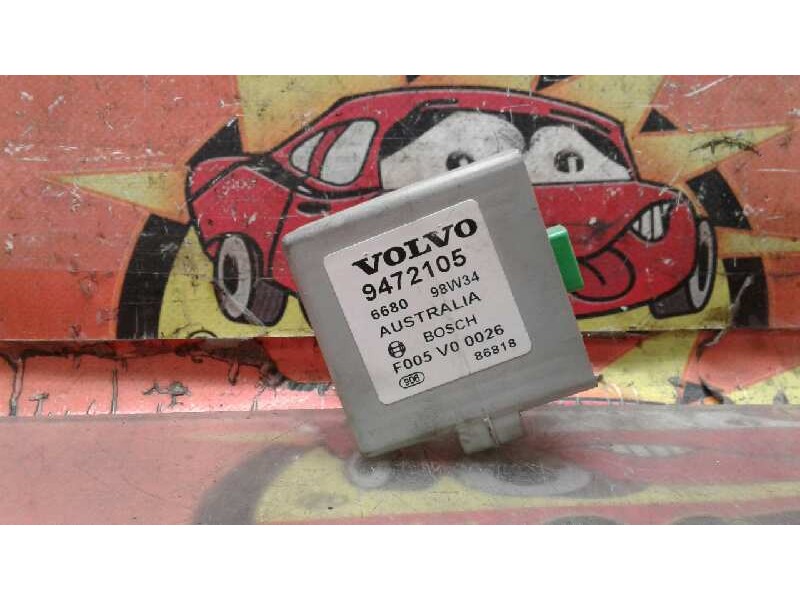 VOLVO
9472105
6680 98W34
AUSTRALIA
BOSCH
F005 V0 0026
86818